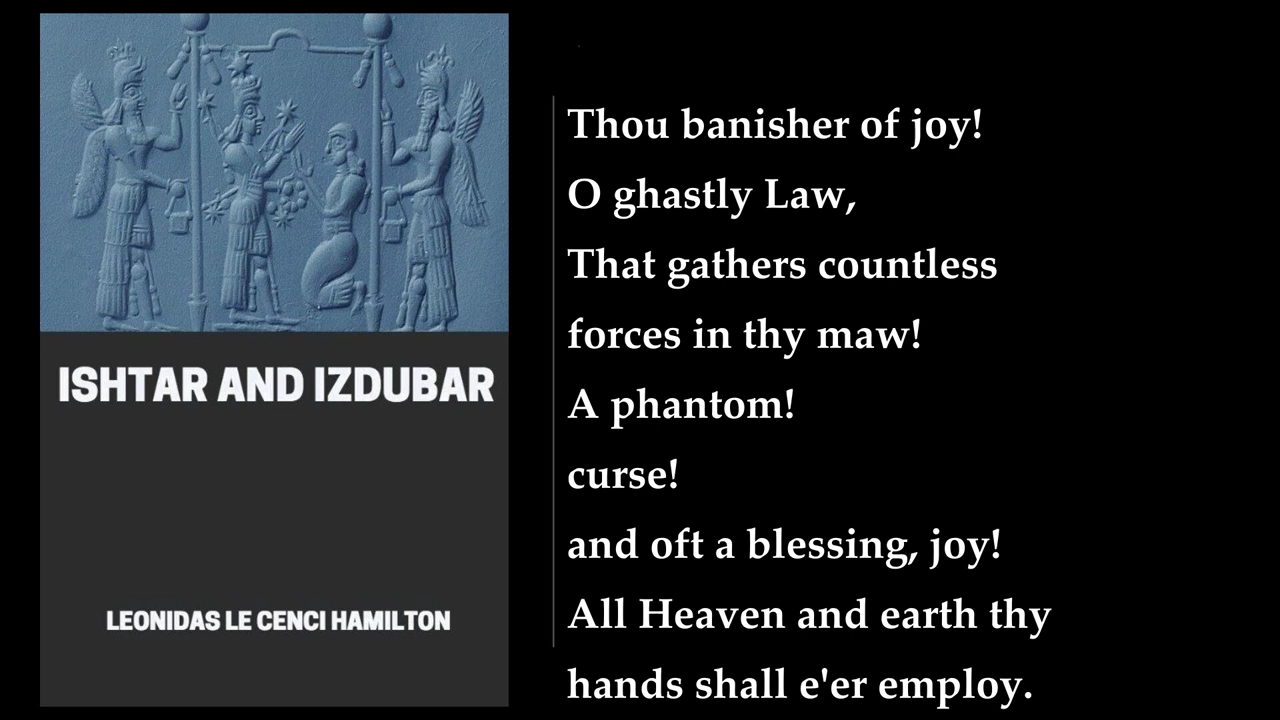 ISHTAR AND IZDUBAR
LEONIDAS LE CENCI HAMILTON
Thou banisher of joy!
O ghastly Law,
That gathers countless
forces in thy maw!
A phantom!
curse!
and oft a blessing, joy!
All Heaven and earth thy
hands shall e'er employ.